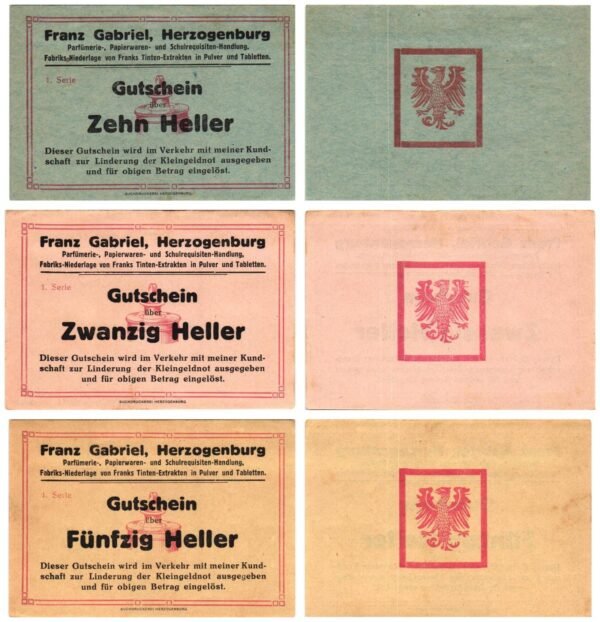 Franz Gabriel, Herzogenburg
Parfümerie-, Papierwaren- und Schulrequisiten-Handlung,
Fabriks-Niederlage von Franks Tinten-Extrakten in Pulver und Tabletten.
1. Serie
Gutschein
über
Zehn Heller
Dieser Gutschein wird im Verkehr mit meiner Kund-
schaft zur Linderung der Kleingeldnot ausgegeben
und für obigen Betrag eingelöst.
BUCHDRUCKEREI HERZOGENBURG
Franz Gabriel, Herzogenburg
Parfümerie-, Papierwaren- und Schulrequisiten-Handlung,
Fabriks-Niederlage von Franks Tinten-Extrakten in Pulver und Tabletten.
1. Serie
Gutschein
über
Zwanzig Heller
Dieser Gutschein wird im Verkehr mit meiner Kund-
schaft zur Linderung der Kleingeldnot ausgegeben
und für obigen Betrag eingelöst.
BUCHDRUCKEREI HERZOGENBURG
Franz Gabriel, Herzogenburg
Parfümerie-, Papierwaren- und Schulrequisiten-Handlung,
Fabriks-Niederlage von Franks Tinten-Extrakten in Pulver und Tabletten.
1. Serie
Gutschein
über
Fünfzig Heller
Dieser Gutschein wird im Verkehr mit meiner Kund-
schaft zur Linderung der Kleingeldnot ausgegeben
und für obigen Betrag eingelöst.
BUCHDRUCKEREI HERZOGENBURG